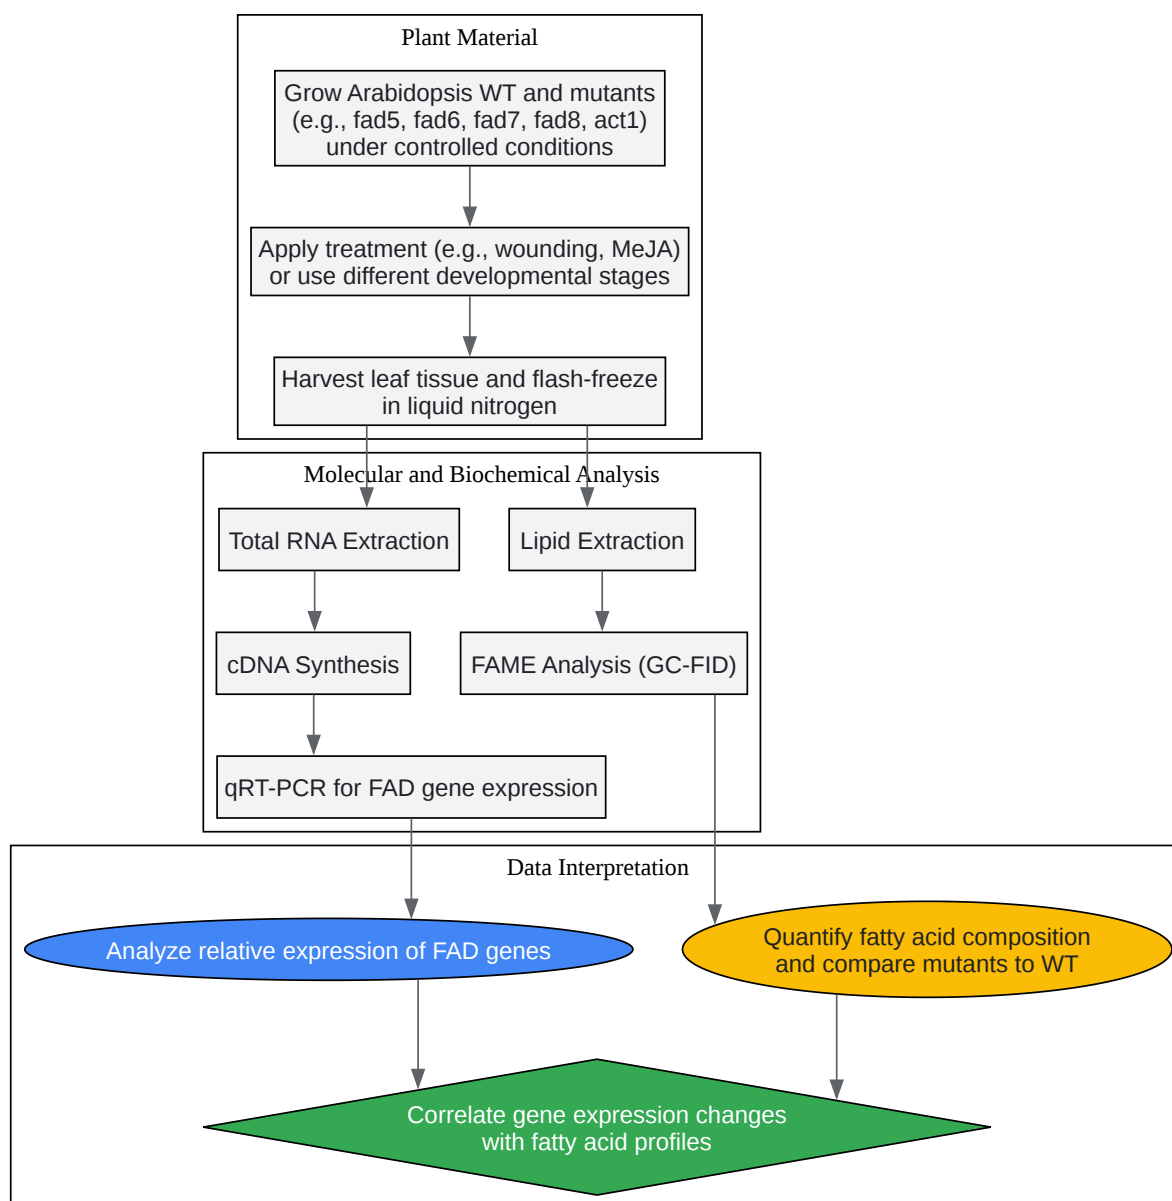 Plant Material
Grow Arabidopsis WT and mutants
(e.g., fad5, fad6, fad7, fad8, act1)
under controlled conditions
Apply treatment (e.g., wounding, MeJA)
or use different developmental stages
Harvest leaf tissue and flash-freeze
in liquid nitrogen
Molecular and Biochemical Analysis
Total RNA Extraction
Lipid Extraction
cDNA Synthesis
FAME Analysis (GC-FID)
qRT-PCR for FAD gene expression
Data Interpretation
Analyze relative expression of FAD genes
Quantify fatty acid composition
and compare mutants to WT
Correlate gene expression changes
with fatty acid profiles